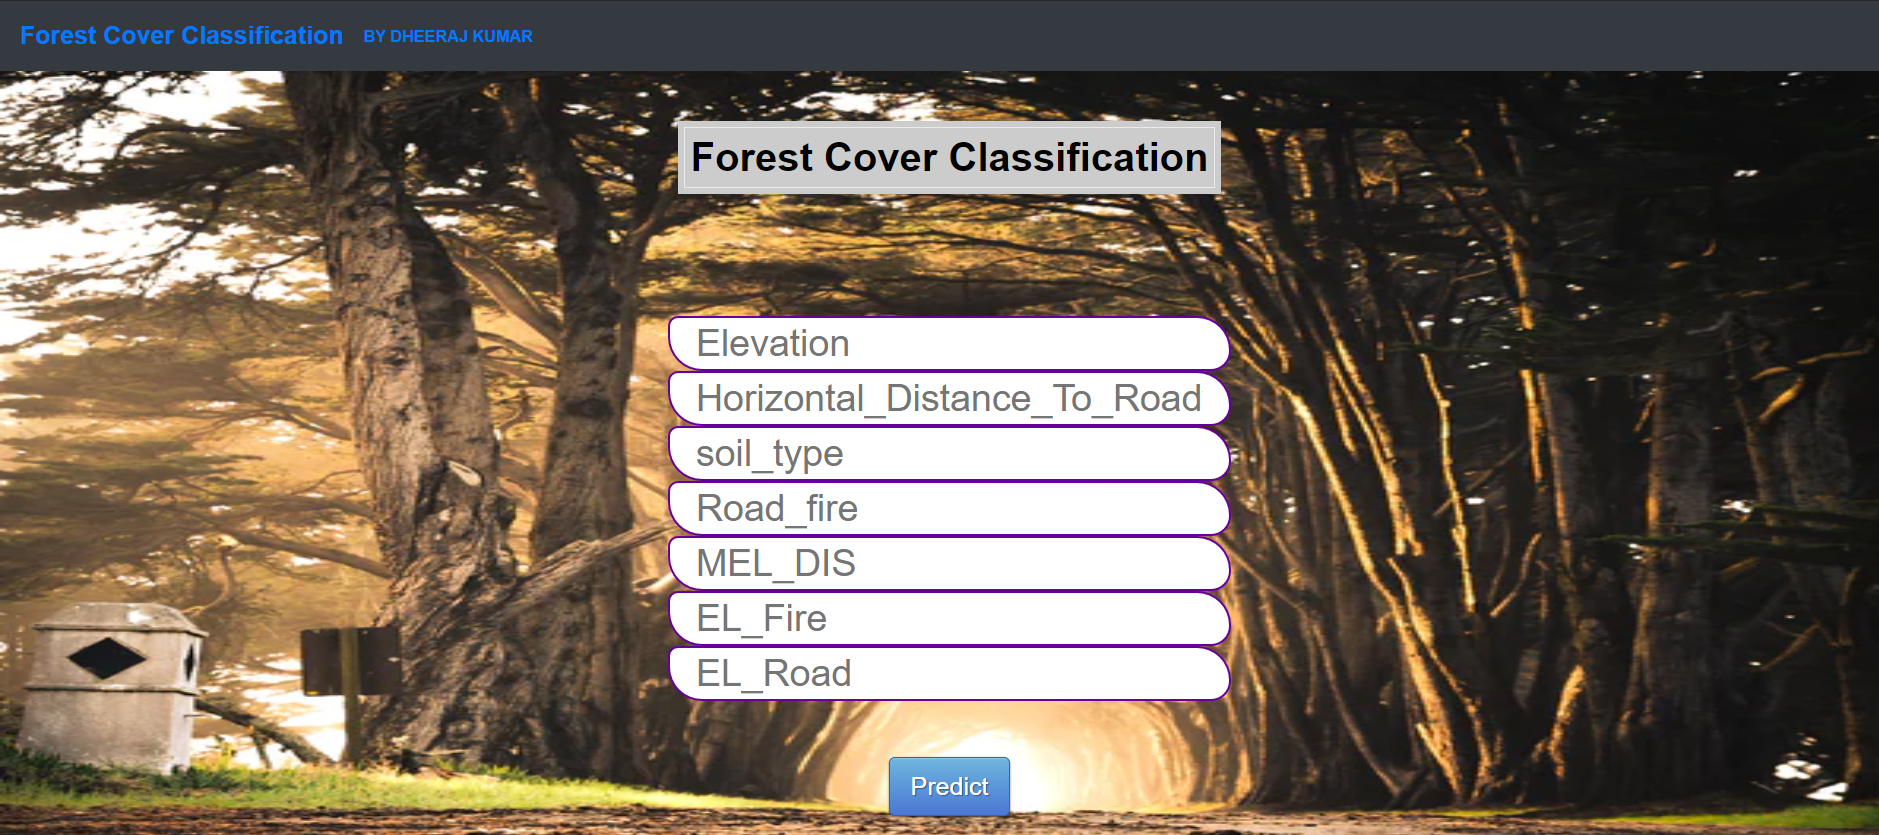 Forest Cover Classification BY DHEERAJ KUMAR
Forest Cover Classification
Elevation
Horizontal_Distance_To_Road
soil_type
Road_fire
MEL_DIS
EL_Fire
EL_Road
Predict